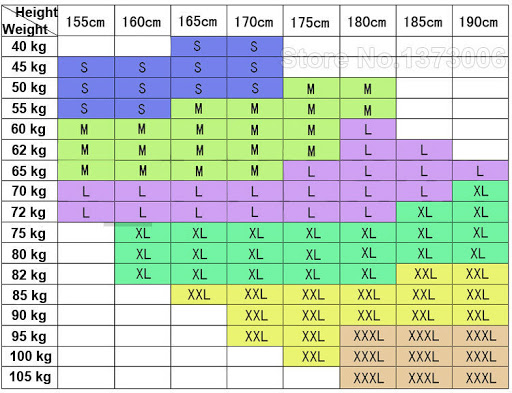 Height 155cm 160cm 165cm 170cm 175cm 180cm 185cm 190cm
Weight
40 kg S S
Store No.1373006
45 kg S S S S
50 kg S S S S M M
55 kg S S M M M M
60 kg M M M M M L
62 kg M M M M M L L
65 kg M M M M L L L L
70 kg L L L L L L L XL
72 kg L L L L L L XL XL
75 kg XL XL XL XL XL XL XL
80 kg XL XL XL XL XL XL XL
82 kg XL XL XL XL XL XXL XXL
85 kg XXL XXL XXL XXL XXL XXL
90 kg XXL XXL XXL XXL XXL
95 kg XXL XXL XXXL XXXL XXXL
100 kg XXL XXXL XXXL XXXL
105 kg XXXL XXXL XXXL